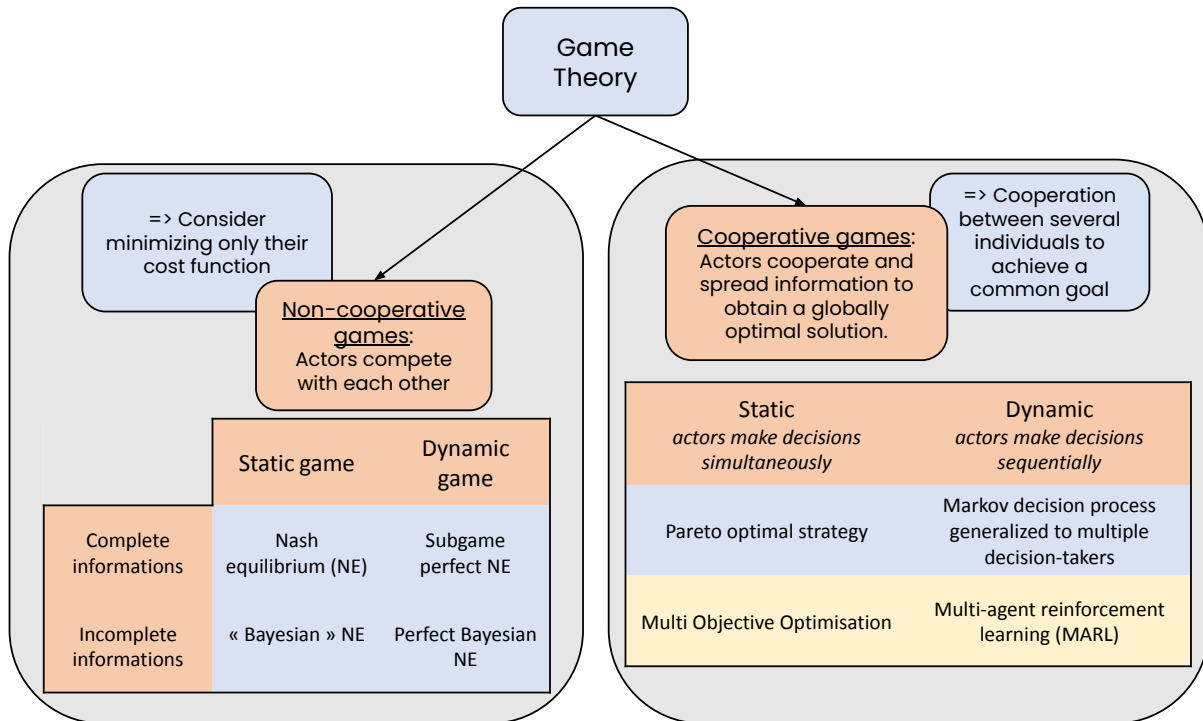 Game
Theory
=> Consider
minimizing only their
cost function
Non-cooperative
games:
Actors compete
with each other
Static game
Dynamic
game
Complete
informations
Nash
equilibrium (NE)
Subgame
perfect NE
Incomplete
informations
« Bayesian » NE
Perfect Bayesian
NE
Cooperative games:
Actors cooperate and
spread information to
obtain a globally
optimal solution.
=> Cooperation
between several
individuals to
achieve a
common goal
Static
actors make decisions
simultaneously
Dynamic
actors make decisions
sequentially
Pareto optimal strategy
Markov decision process
generalized to multiple
decision-takers
Multi Objective Optimisation
Multi-agent reinforcement
learning (MARL)